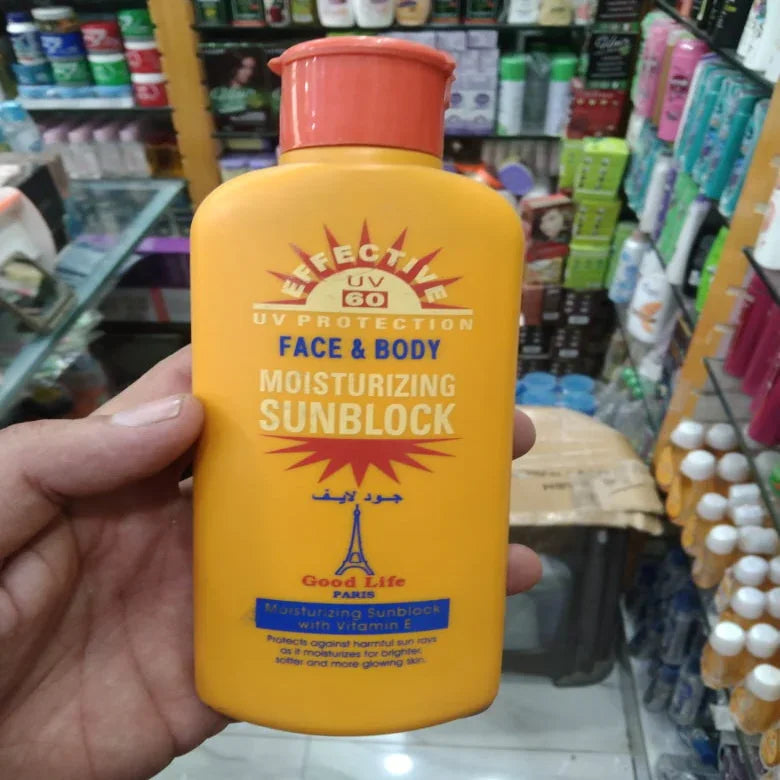 EFFECTIVE
UV
60
UV PROTECTION
FACE & BODY
MOISTURIZING
SUNBLOCK
جود لايف
Good Life
PARIS
Moisturizing Sunblock
with Vitamin E
Protects against harmful sun rays
as it moisturizes for brighter,
softer and more glowing skin.